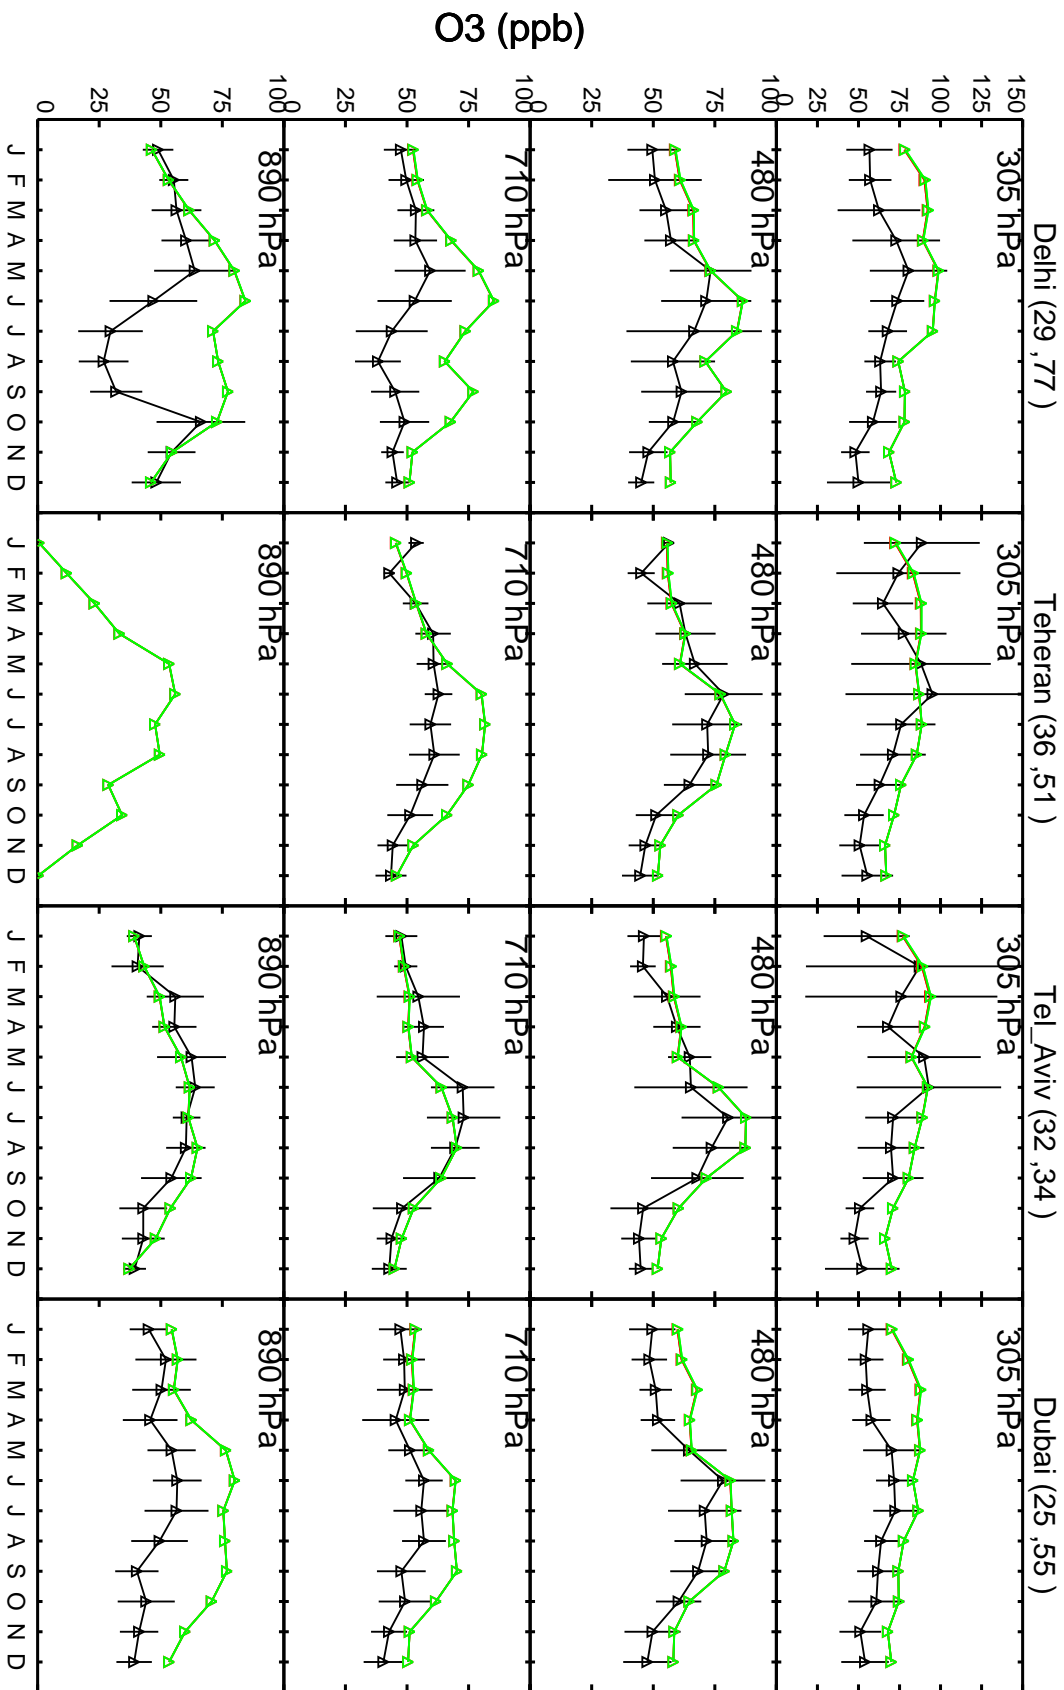 O3 (ppb)
Delhi (29 ,77 )
Teheran (36 ,51 )
Tel_Aviv (32 ,34 )
Dubai (25 ,55 )
150
125
100
75
50
25
0
305 hPa
305 hPa
305 hPa
305 hPa
100
75
50
25
0
480 hPa
480 hPa
480 hPa
480 hPa
100
75
50
25
0
710 hPa
710 hPa
710 hPa
710 hPa
100
75
50
25
0
890 hPa
890 hPa
890 hPa
890 hPa
J F M A M J J A S O N D
J F M A M J J A S O N D
J F M A M J J A S O N D
J F M A M J J A S O N D